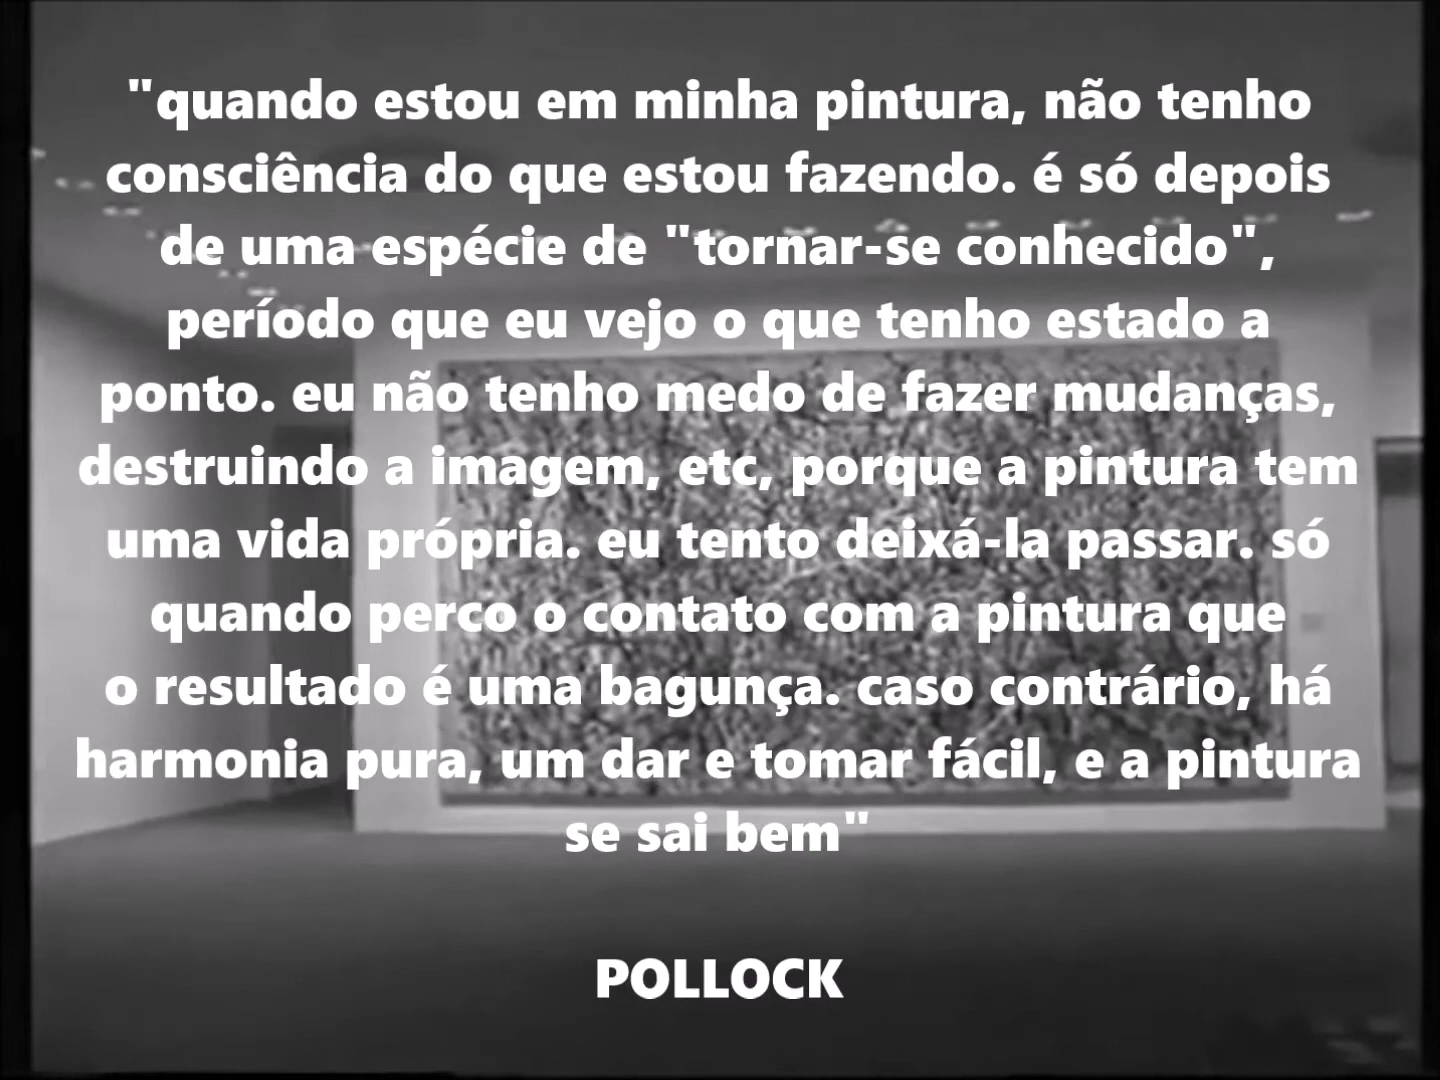 "quando estou em minha pintura, não tenho
consciência do que estou fazendo. é só depois
de uma espécie de "tornar-se conhecido",
período que eu vejo o que tenho estado a
ponto. eu não tenho medo de fazer mudanças,
destruindo a imagem, etc, porque a pintura tem
uma vida própria. eu tento deixá-la passar. só
quando perco o contato com a pintura que
o resultado é uma bagunça. caso contrário, há
harmonia pura, um dar e tomar fácil, e a pintura
se sai bem"
POLLOCK